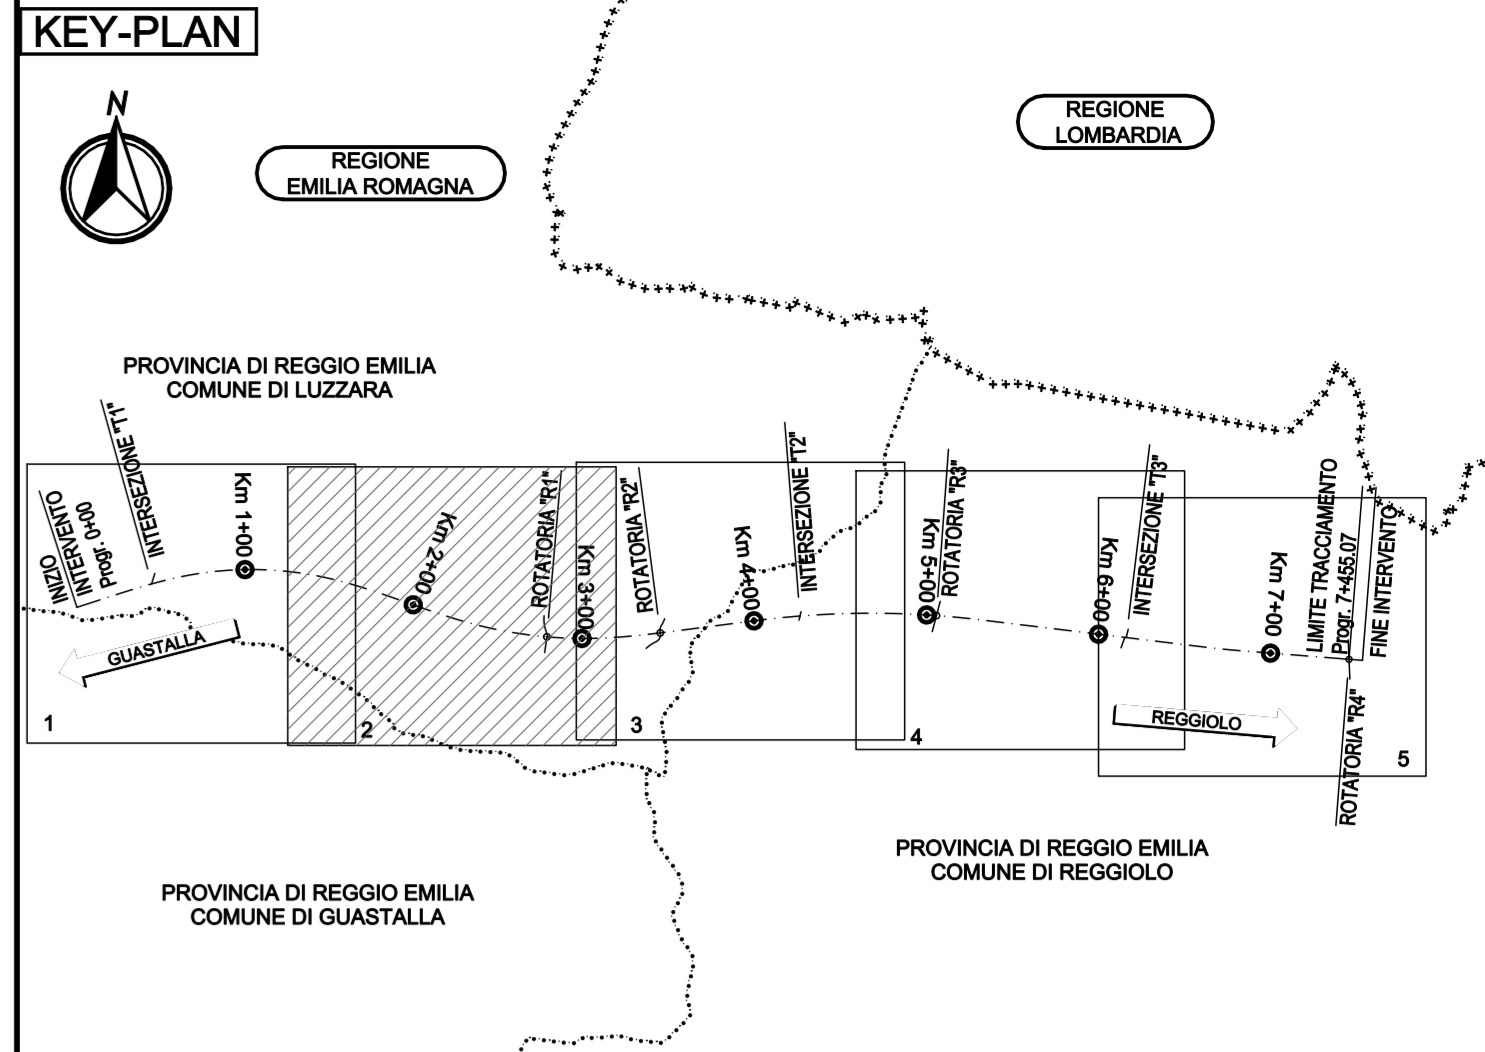 KEY-PLAN
N
REGIONE
EMILIA ROMAGNA
REGIONE
LOMBARDIA
PROVINCIA DI REGGIO EMILIA
COMUNE DI LUZZARA
INIZIO
INTERVENTO
Progr. 0+00
INTERSEZIONE "T1"
Km 1+00
Km 2+00
ROTATORIA "R1"
Km 3+00
ROTATORIA "R2"
Km 4+00
INTERSEZIONE "T2"
Km 5+00
ROTATORIA "R3"
Km 6+00
INTERSEZIONE "T3"
Km 7+00
LIMITE TRACCIAMENTO
Progr. 7+455.07
FINE INTERVENTO
ROTATORIA "R4"
GUASTALLA
REGGIOLO
1
2
3
4
5
PROVINCIA DI REGGIO EMILIA
COMUNE DI GUASTALLA
PROVINCIA DI REGGIO EMILIA
COMUNE DI REGGIOLO